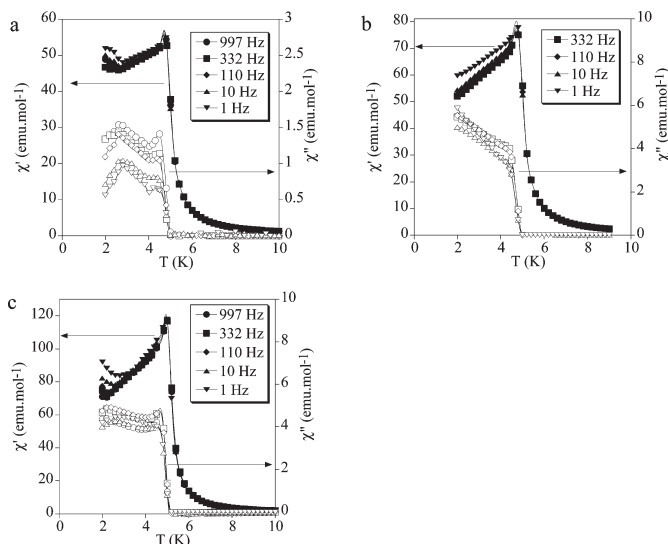 a
b
c
60
50
40
30
20
10
0
χ' (emu.mol-1)
3
2.5
2
1.5
1
0.5
0
χ"
997 Hz
332 Hz
110 Hz
10 Hz
1 Hz
0 2 4 6 8 10
T (K)
80
70
60
50
40
30
20
10
0
χ' (emu.mol-1)
10
8
6
4
2
0
χ" (emu.mol-1)
332 Hz
110 Hz
10 Hz
1 Hz
0 2 4 6 8 10
T (K)
120
100
80
60
40
20
0
χ' (emu.mol-1)
10
8
6
4
2
0
χ" (emu.mol-1)
997 Hz
332 Hz
110 Hz
10 Hz
1 Hz
0 2 4 6 8 10
T (K)